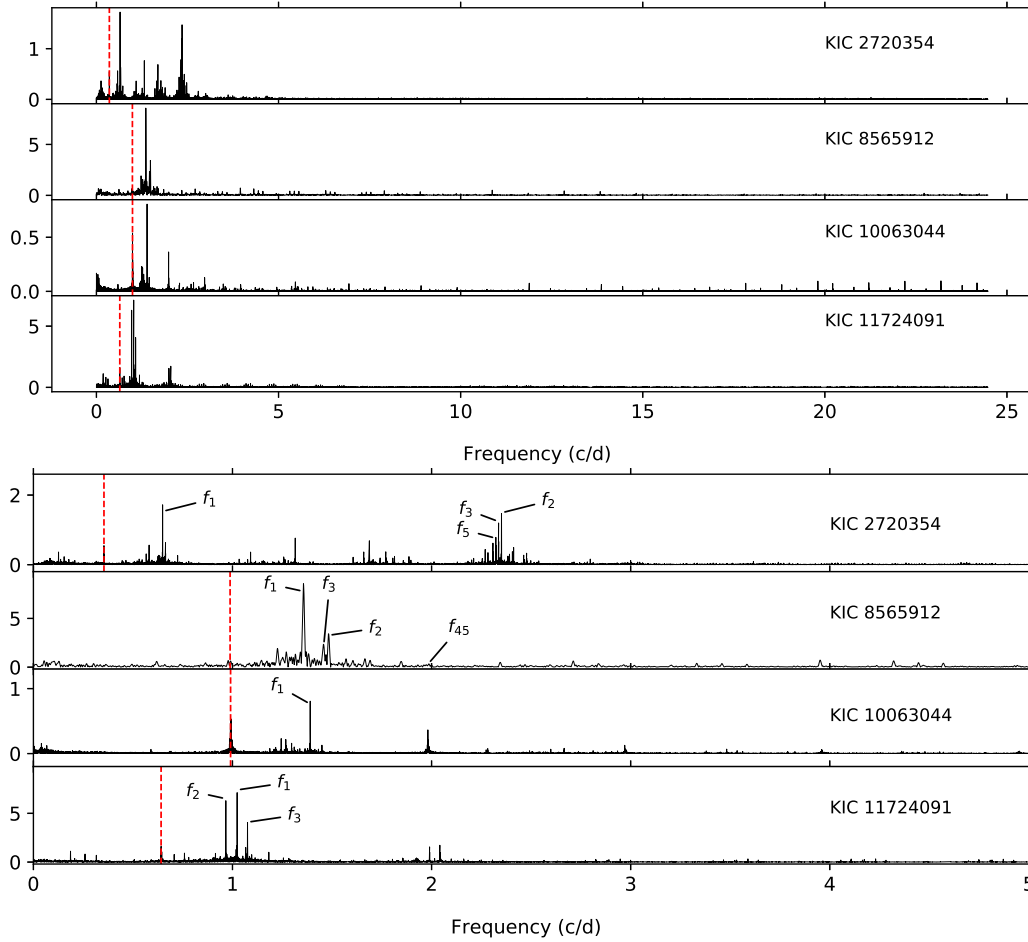 KIC 2720354
1
0
KIC 8565912
5
0
KIC 10063044
0.5
0.0
KIC 11724091
5
0
0 5 10 15 20 25
Frequency (c/d)
2
0
f1
f3
f5
f2
KIC 2720354
5
0
f1
f3
f2
f45
KIC 8565912
1
0
f1
KIC 10063044
5
0
f2
f1
f3
KIC 11724091
0 1 2 3 4 5
Frequency (c/d)